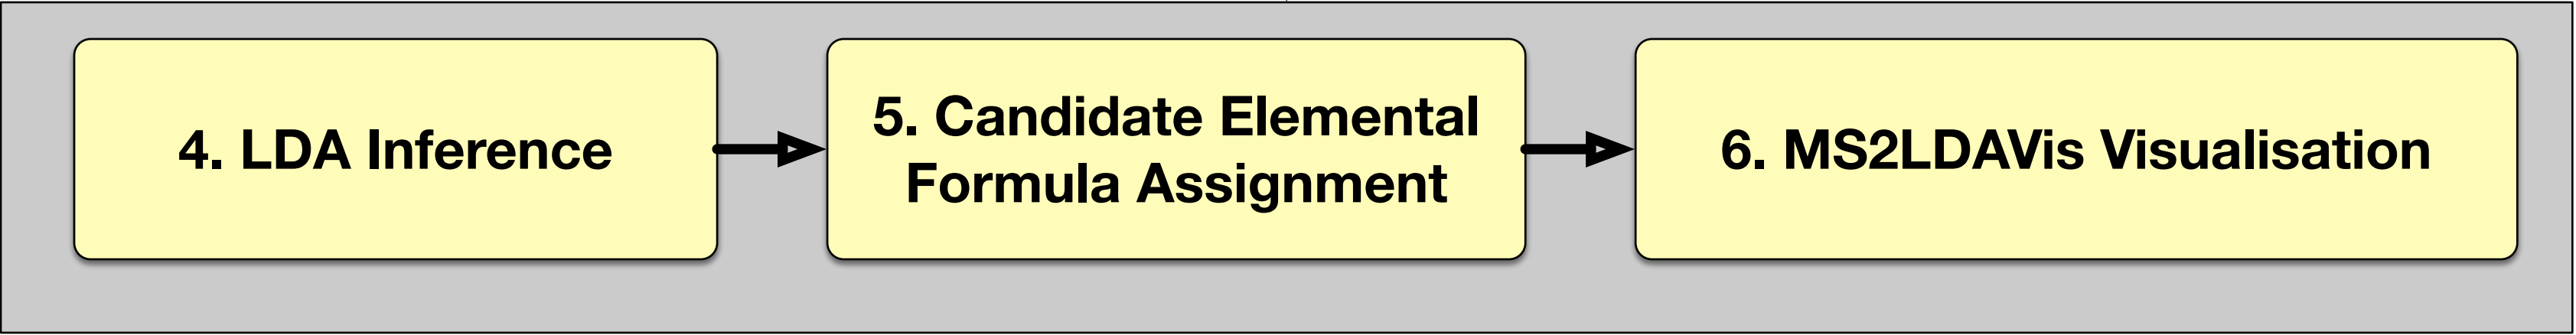 4. LDA Inference
5. Candidate Elemental
Formula Assignment
6. MS2LDAVis Visualisation